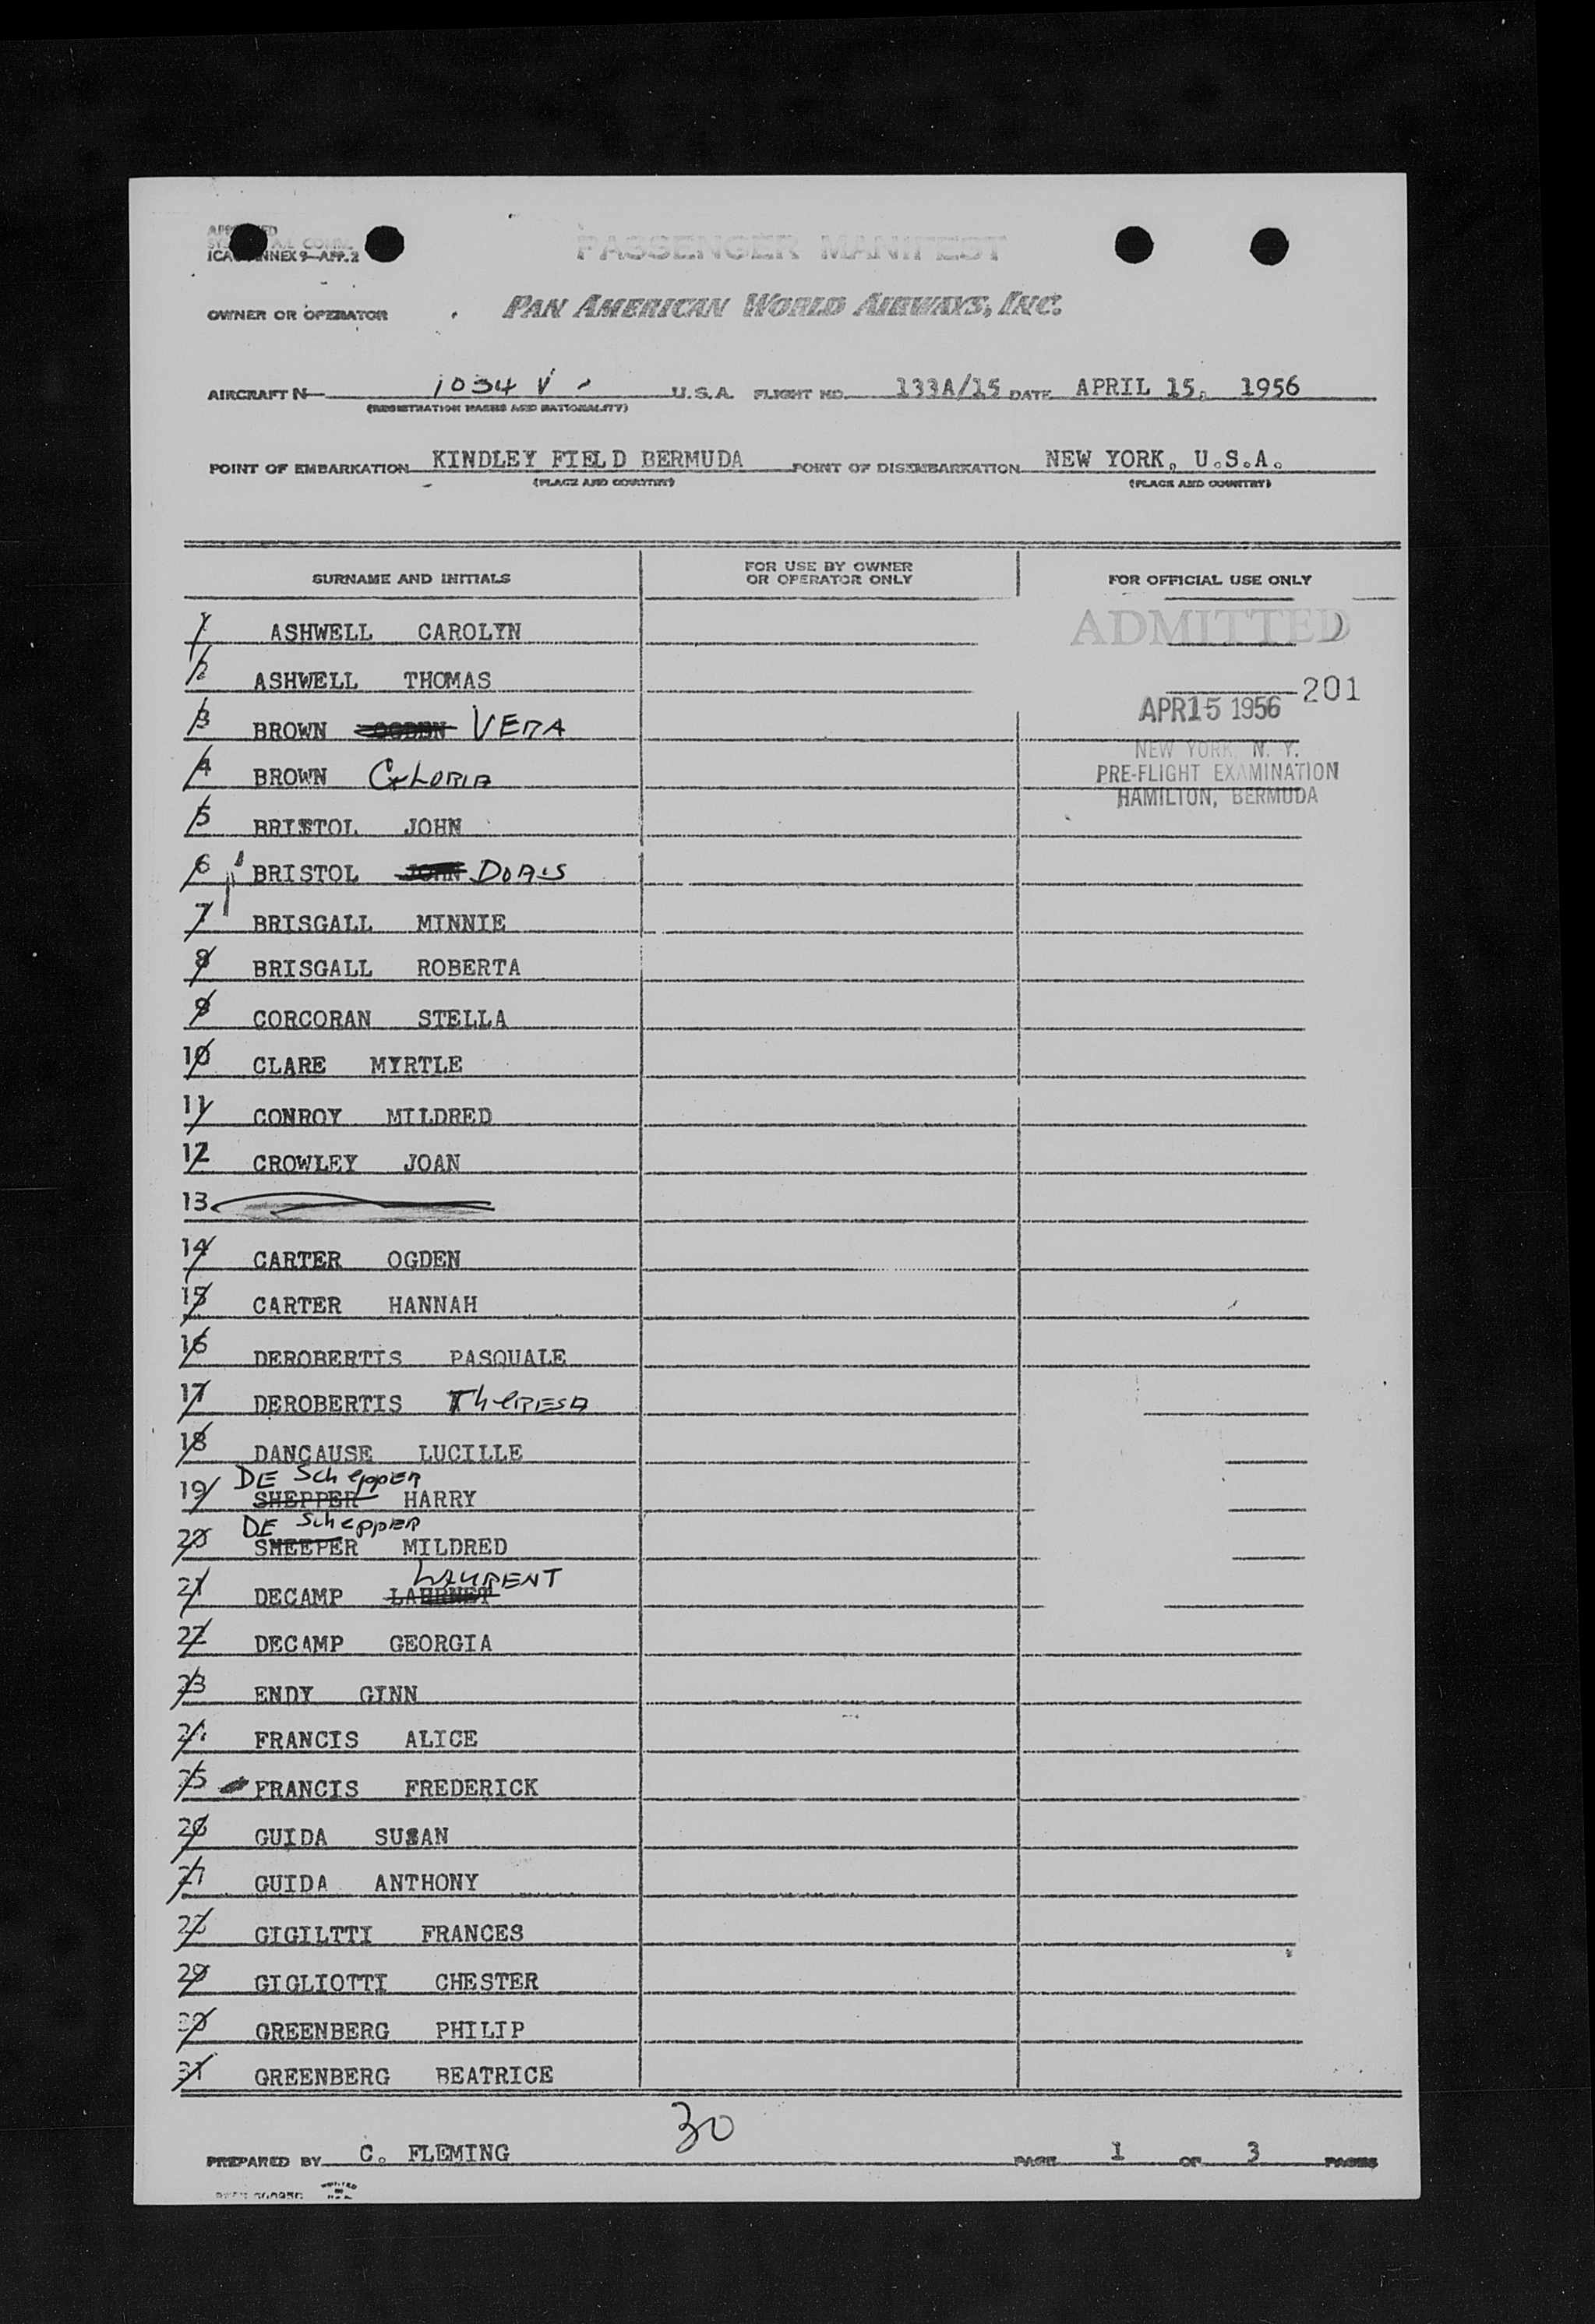 ICA ANNEX 9—APP. 2
PASSENGER MANIFEST
OWNER OR OPERATOR PAN AMERICAN WORLD AIRWAYS, INC.
AIRCRAFT N— 1034 V U.S.A. FLIGHT NO. 133A/15 DATE APRIL 15, 1956
(REGISTRATION MARKS AND NATIONALITY)
POINT OF EMBARKATION KINDLEY FIELD BERMUDA POINT OF DISEMBARKATION NEW YORK, U.S.A.
(PLACE AND COUNTRY) (PLACE AND COUNTRY)
SURNAME AND INITIALS FOR USE BY OWNER OR OPERATOR ONLY FOR OFFICIAL USE ONLY
1 ASHWELL CAROLYN
ADMITTED
2 ASHWELL THOMAS
201
APR 15 1956
3 BROWN OGDEN VERA
NEW YORK, N. Y.
4 BROWN GLORIA
PRE-FLIGHT EXAMINATION
HAMILTON, BERMUDA
5 BRISTOL JOHN
6 BRISTOL JOHN DORIS
7 BRISGALL MINNIE
8 BRISGALL ROBERTA
9 CORCORAN STELLA
10 CLARE MYRTLE
11 CONROY MILDRED
12 CROWLEY JOAN
13
14 CARTER OGDEN
15 CARTER HANNAH
16 DEROBERTIS PASQUALE
17 DEROBERTIS TheRESA
18 DANCAUSE LUCILLE
DE SchepPER
19 SHEPPER HARRY
DE SchepPER
20 SHEEPER MILDRED
LAURENT
21 DECAMP LAURNET
22 DECAMP GEORGIA
23 ENDY GINN
24 FRANCIS ALICE
25 FRANCIS FREDERICK
26 GUIDA SUSAN
27 GUIDA ANTHONY
28 GIGILTTI FRANCES
29 GIGLIOTTI CHESTER
30 GREENBERG PHILIP
31 GREENBERG BEATRICE
30
PREPARED BY C. FLEMING PAGE 1 OF 3 PAGES